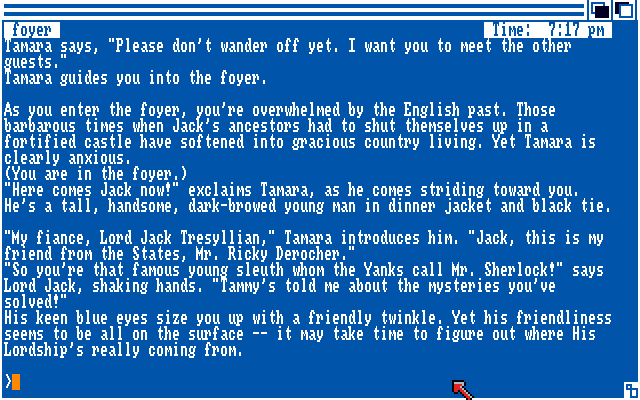 foyer Time: 7:17 pm
Tamara says, "Please don't wander off yet. I want you to meet the other
guests."
Tamara guides you into the foyer.
As you enter the foyer, you're overwhelmed by the English past. Those
barbarous times when Jack's ancestors had to shut themselves up in a
fortified castle have softened into gracious country living. Yet Tamara is
clearly anxious.
(You are in the foyer.)
"Here comes Jack now!" exclaims Tamara, as he comes striding toward you.
He's a tall, handsome, dark-browed young man in dinner jacket and black tie.
"My fiance, Lord Jack Tresyllian," Tamara introduces him. "Jack, this is my
friend from the States, Mr. Ricky Derocher."
"So you're that famous young sleuth whom the Yanks call Mr. Sherlock!" says
Lord Jack, shaking hands. "Tammy's told me about the mysteries you've
solved!"
His keen blue eyes size you up with a friendly twinkle. Yet his friendliness
seems to be all on the surface -- it may take time to figure out where His
Lordship's really coming from.
>